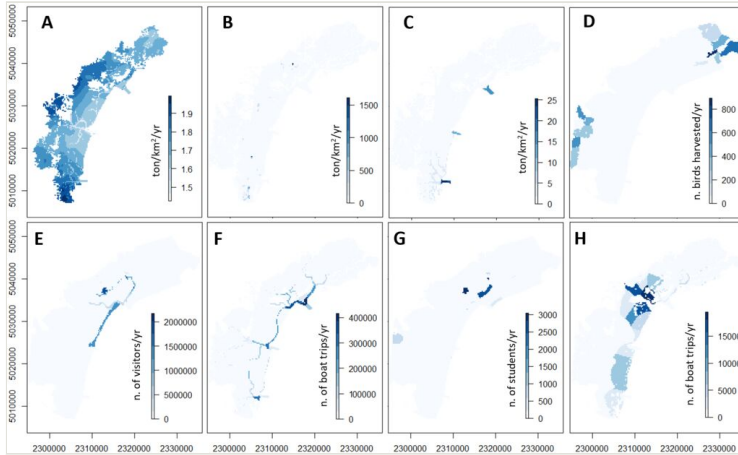 A
B
C
D
5050000
5040000
5030000
5020000
5010000
1.9
1.8
1.7
1.6
1.5
ton/km²/yr
1500
1000
500
0
ton/km²/yr
25
20
15
10
5
0
ton/km²/yr
800
600
400
200
0
n. birds harvested/yr
E
F
G
H
5050000
5040000
5030000
5020000
5010000
2000000
1500000
1000000
500000
0
n. of visitors/yr
400000
300000
200000
100000
0
n. of boat trips/yr
3000
2500
2000
1500
1000
500
0
n. of students/yr
15000
10000
5000
0
n. of boat trips/yr
2300000 2310000 2320000 2330000
2300000 2310000 2320000 2330000
2300000 2310000 2320000 2330000
2300000 2310000 2320000 2330000